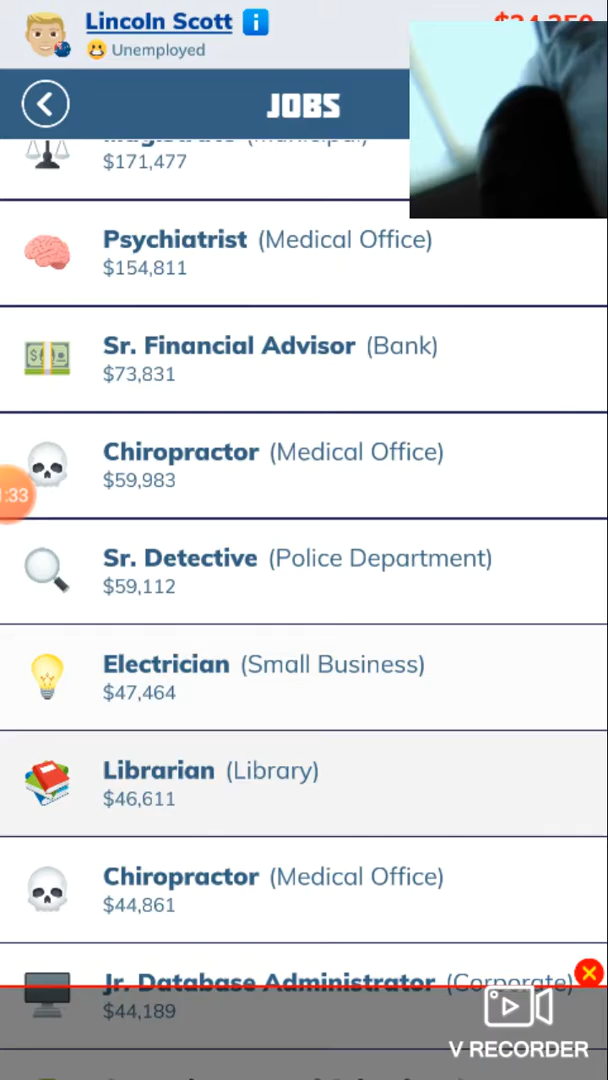 Lincoln Scott i
Unemployed
JOBS
$171,477
Psychiatrist (Medical Office)
$154,811
Sr. Financial Advisor (Bank)
$73,831
Chiropractor (Medical Office)
$59,983
:33
Sr. Detective (Police Department)
$59,112
Electrician (Small Business)
$47,464
Librarian (Library)
$46,611
Chiropractor (Medical Office)
$44,861
Jr. Database Administrator (Corporate)
$44,189
V RECORDER